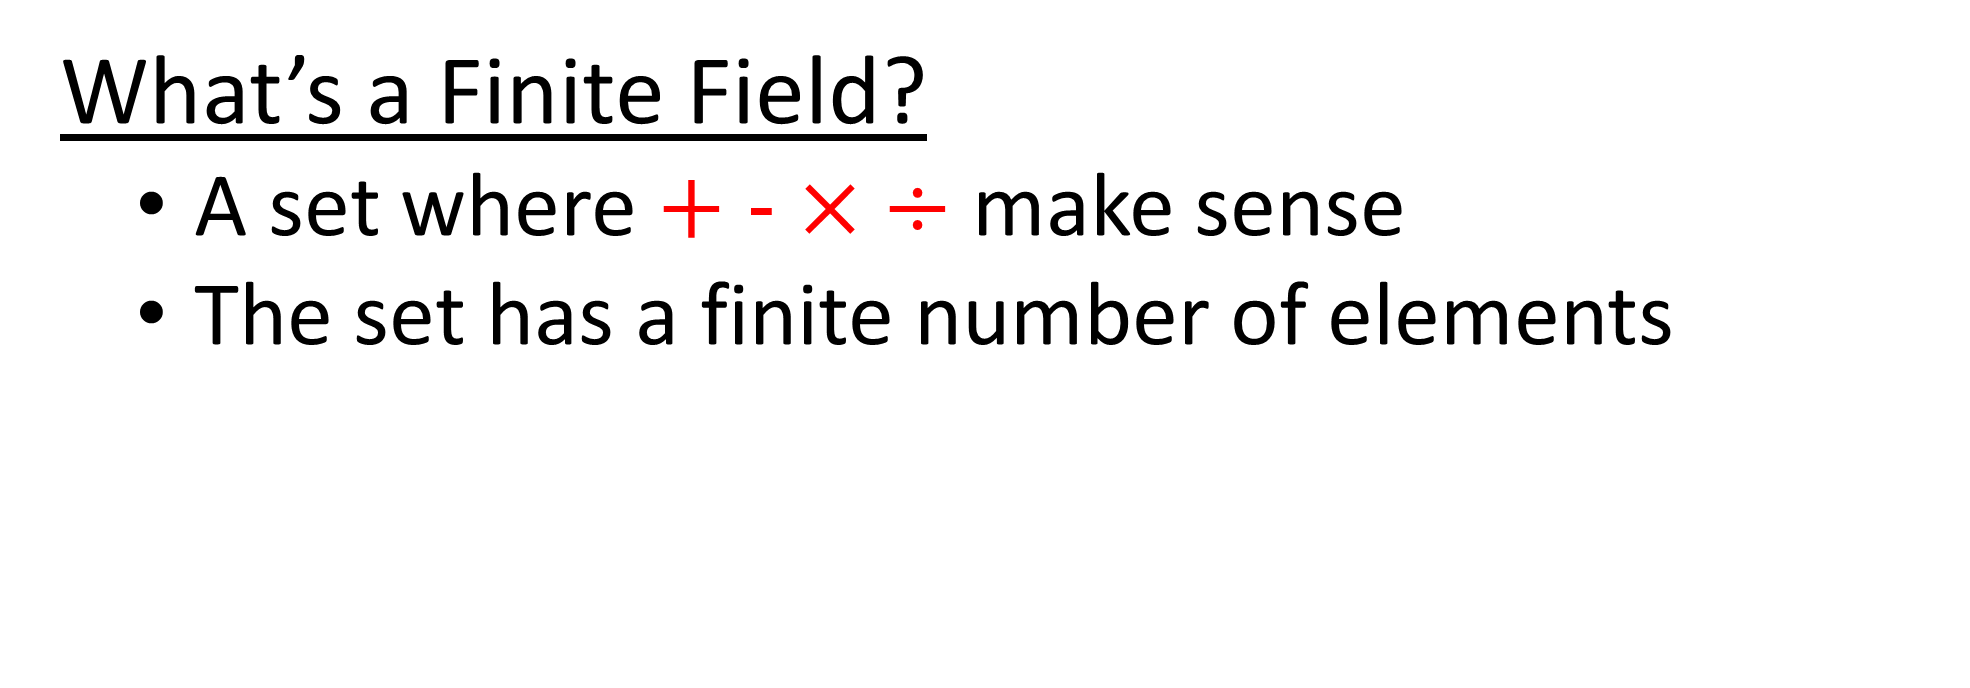 What’s a Finite Field?
• A set where + - × ÷ make sense
• The set has a finite number of elements